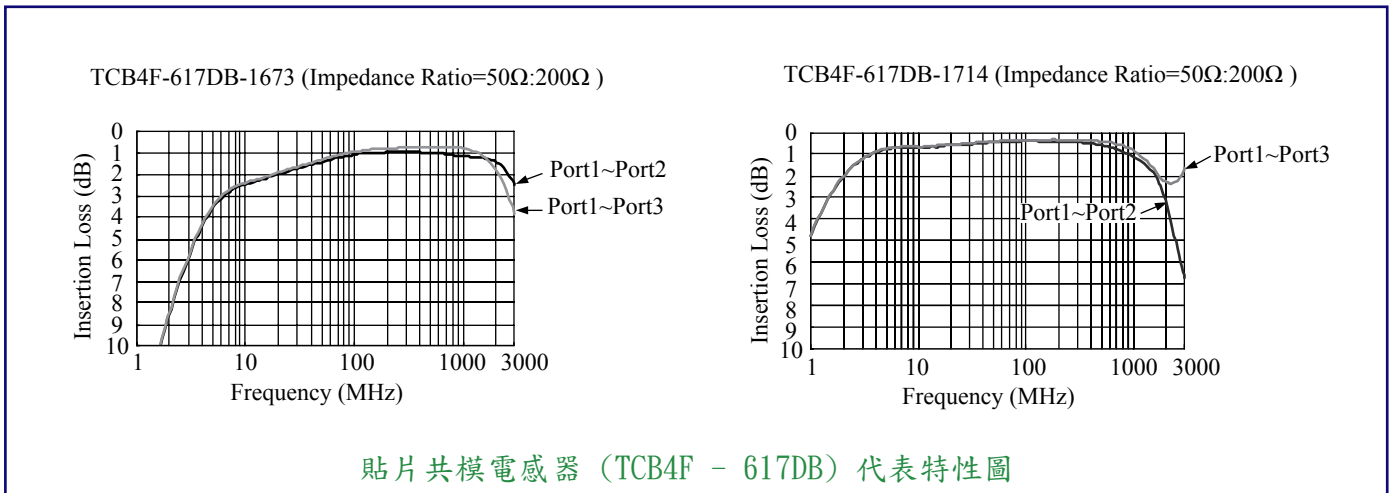 TCB4F-617DB-1673 (Impedance Ratio=50Ω:200Ω )
0
1
2
3
4
5
6
7
8
9
10
Insertion Loss (dB)
1
10
100
1000
3000
Frequency (MHz)
Port1~Port2
Port1~Port3
TCB4F-617DB-1714 (Impedance Ratio=50Ω:200Ω )
0
1
2
3
4
5
6
7
8
9
10
Insertion Loss (dB)
1
10
100
1000
3000
Frequency (MHz)
Port1~Port3
Port1~Port2
貼片共模電感器 (TCB4F - 617DB) 代表特性圖